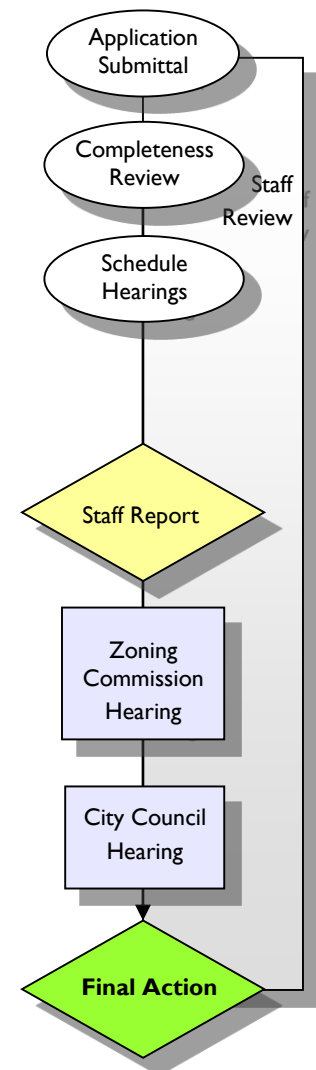 Application
Submittal
Completeness
Review
Staff
Review
Schedule
Hearings
Staff Report
Zoning
Commission
Hearing
City Council
Hearing
Final Action